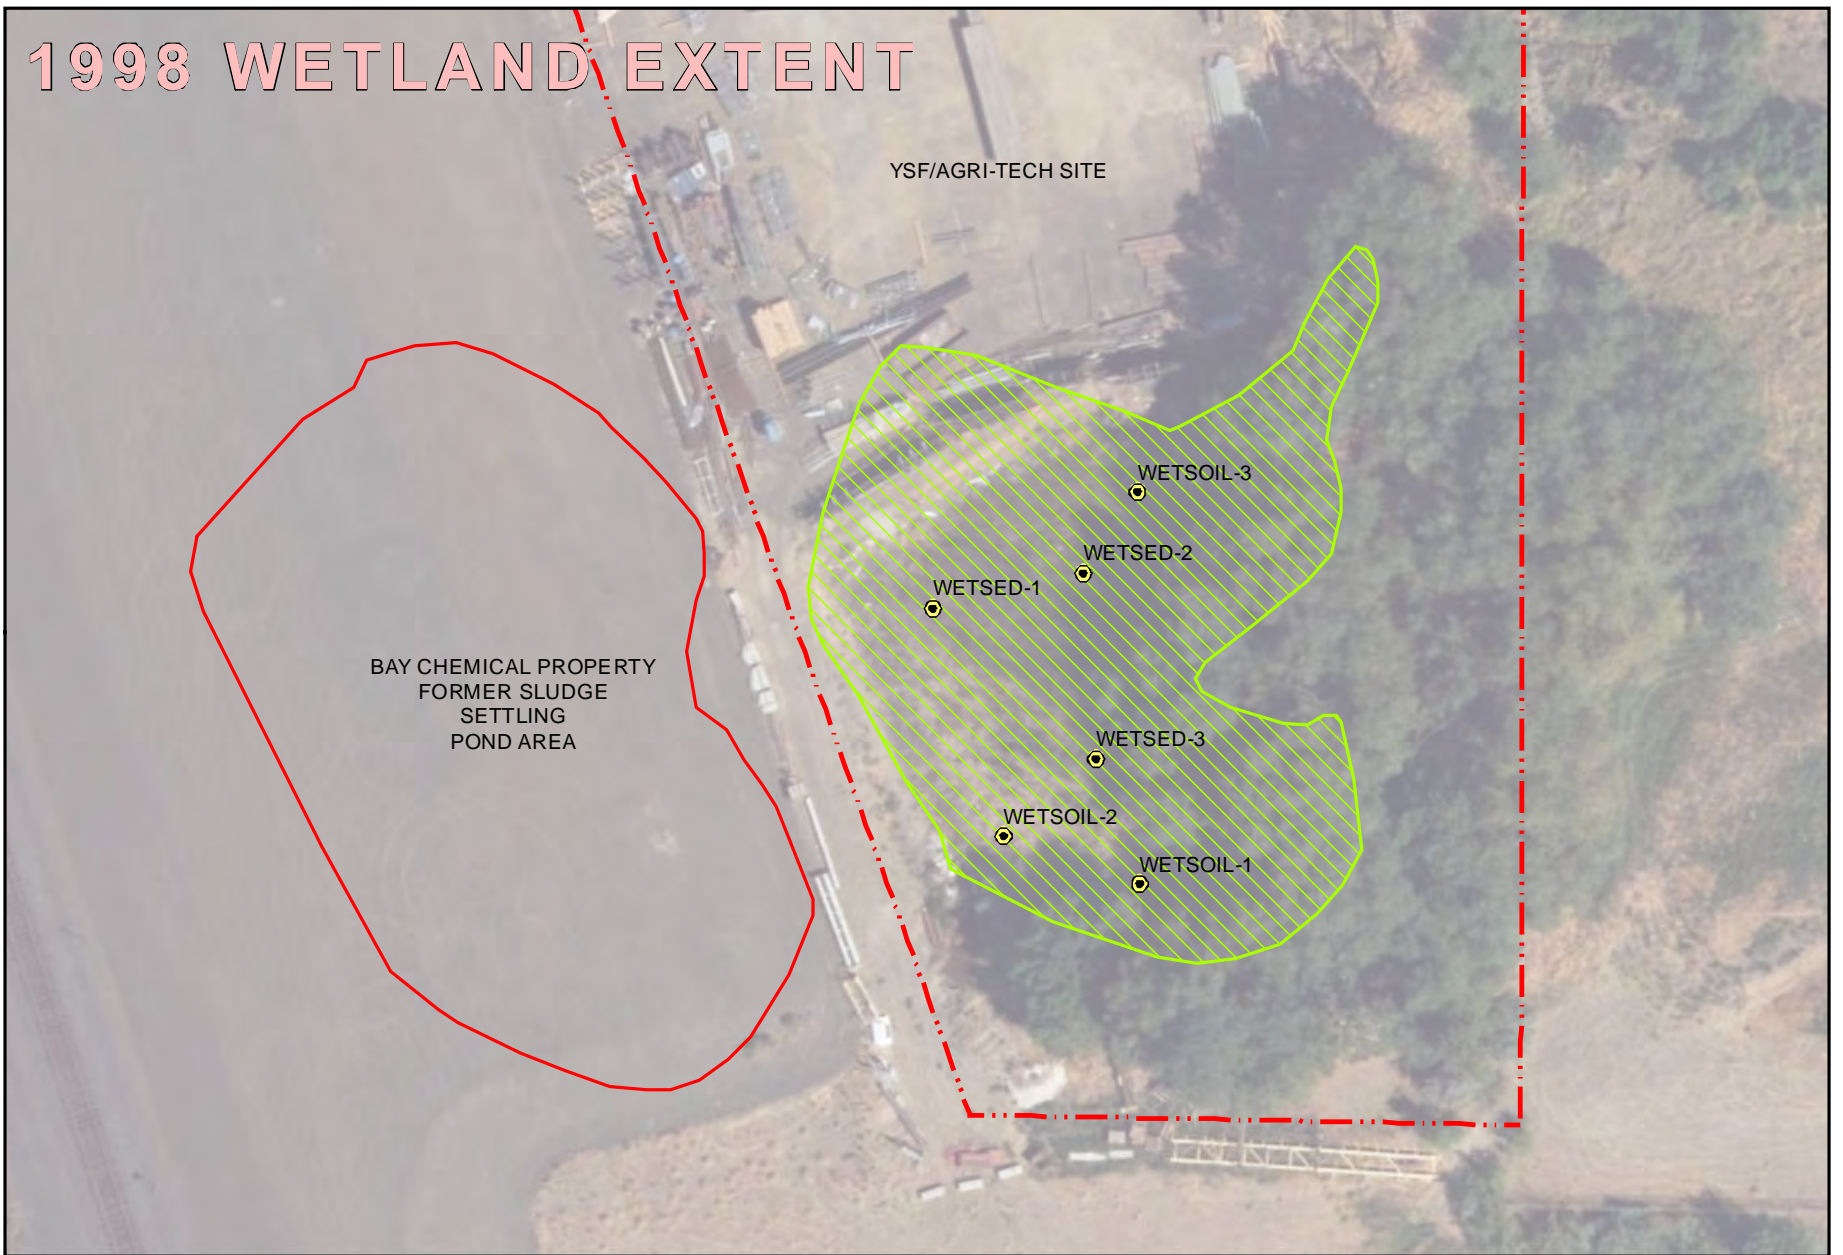 1998 WETLAND EXTENT
YSF/AGRI-TECH SITE
WETSOIL-3
WETSED-2
WETSED-1
BAY CHEMICAL PROPERTY
FORMER SLUDGE
SETTLING
POND AREA
WETSED-3
WETSOIL-2
WETSOIL-1